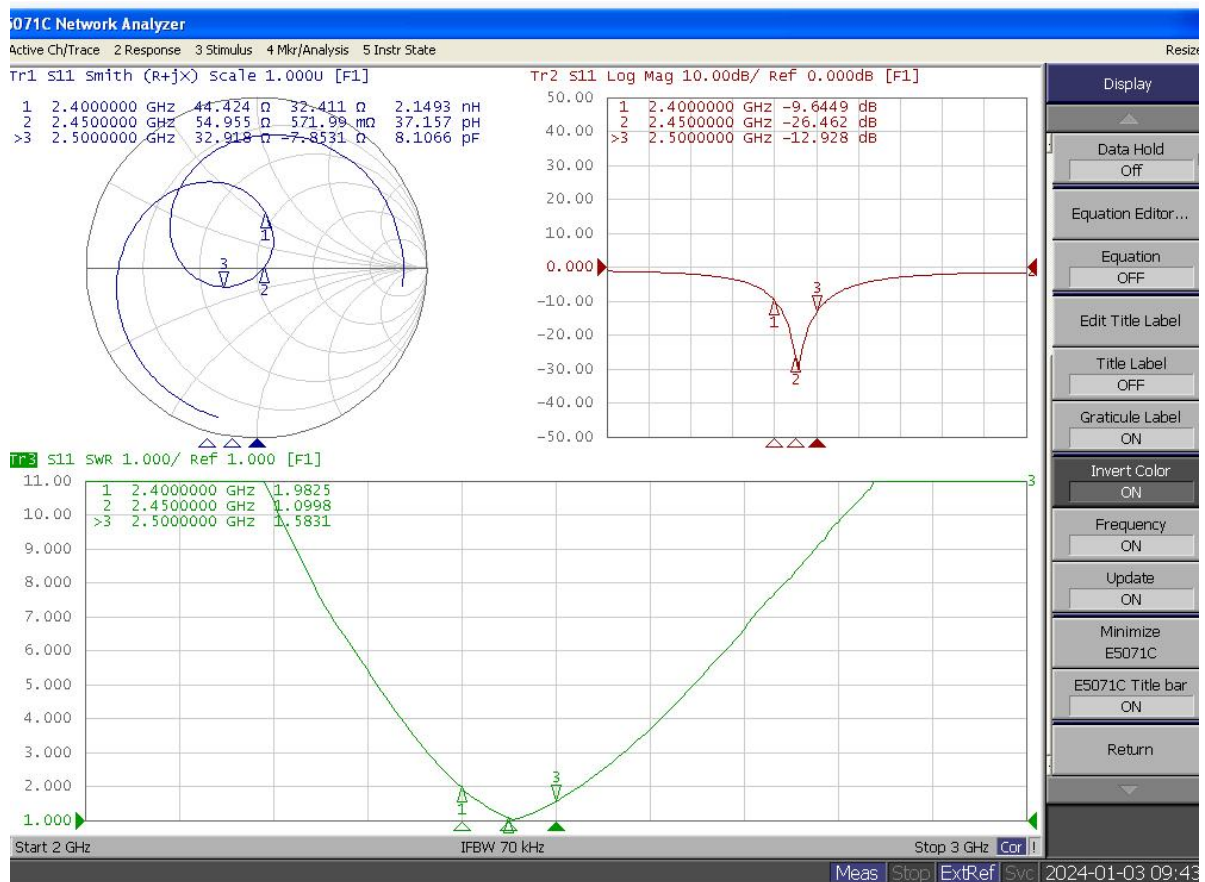 5071C Network Analyzer
Active Ch/Trace 2 Response 3 Stimulus 4 Mkr/Analysis 5 Instr State
Resize
Tr1 S11 Smith (R+jX) Scale 1.000U [F1]
1 2.4000000 GHz 44.424 Ω 32.411 Ω 2.1493 nH
2 2.4500000 GHz 54.955 Ω 571.99 mΩ 37.157 pH
>3 2.5000000 GHz 32.918 Ω -7.8531 Ω 8.1066 pF
1
2
3
Tr2 S11 Log Mag 10.00dB/ Ref 0.000dB [F1]
50.00
40.00
30.00
20.00
10.00
0.000
-10.00
-20.00
-30.00
-40.00
-50.00
1 2.4000000 GHz -9.6449 dB
2 2.4500000 GHz -26.462 dB
>3 2.5000000 GHz -12.928 dB
1
2
3
2
Tr3 S11 SWR 1.000/ Ref 1.000 [F1]
11.00
10.00
9.000
8.000
7.000
6.000
5.000
4.000
3.000
2.000
1.000
1 2.4000000 GHz 1.9825
2 2.4500000 GHz 1.0998
>3 2.5000000 GHz 1.5831
3
1
3
Start 2 GHz
IFBW 70 kHz
Stop 3 GHz Cor !
Display
Data Hold
Off
Equation Editor...
Equation
OFF
Edit Title Label
Title Label
OFF
Graticule Label
ON
Invert Color
ON
Frequency
ON
Update
ON
Minimize
E5071C
E5071C Title bar
ON
Return
Meas Stop ExtRef Svc 2024-01-03 09:43